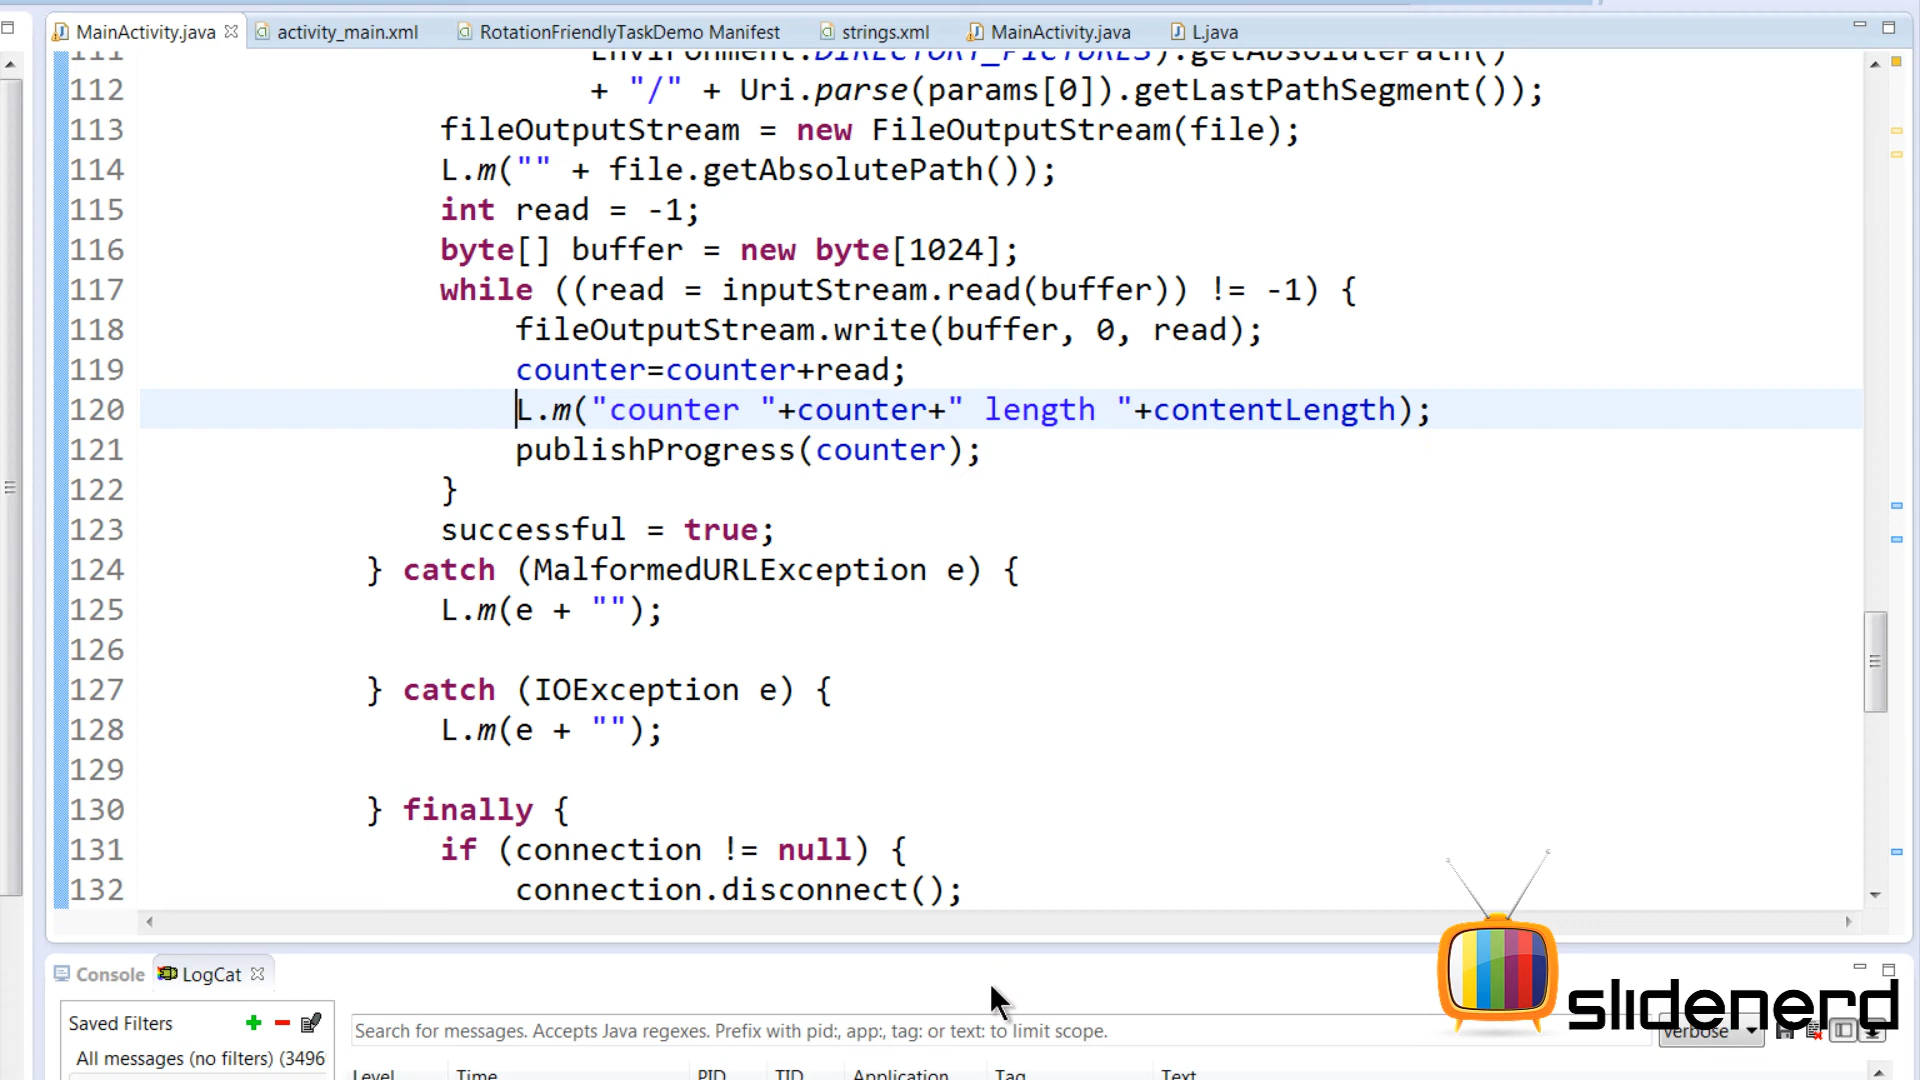 MainActivity.java activity_main.xml RotationFriendlyTaskDemo Manifest strings.xml MainActivity.java L.java
111 Environment.DIRECTORY_PICTURES).getAbsolutePath()
112 + "/" + Uri.parse(params[0]).getLastPathSegment());
113 fileOutputStream = new FileOutputStream(file);
114 L.m("" + file.getAbsolutePath());
115 int read = -1;
116 byte[] buffer = new byte[1024];
117 while ((read = inputStream.read(buffer)) != -1) {
118 fileOutputStream.write(buffer, 0, read);
119 counter=counter+read;
120 L.m("counter "+counter+" length "+contentLength);
121 publishProgress(counter);
122 }
123 successful = true;
124 } catch (MalformedURLException e) {
125 L.m(e + "");
126
127 } catch (IOException e) {
128 L.m(e + "");
129
130 } finally {
131 if (connection != null) {
132 connection.disconnect();
Console LogCat
slidenerd
Saved Filters
Search for messages. Accepts Java regexes. Prefix with pid:, app:, tag: or text: to limit scope.
verbose
All messages (no filters) (3496
Level Time PID TID Application Tag Text